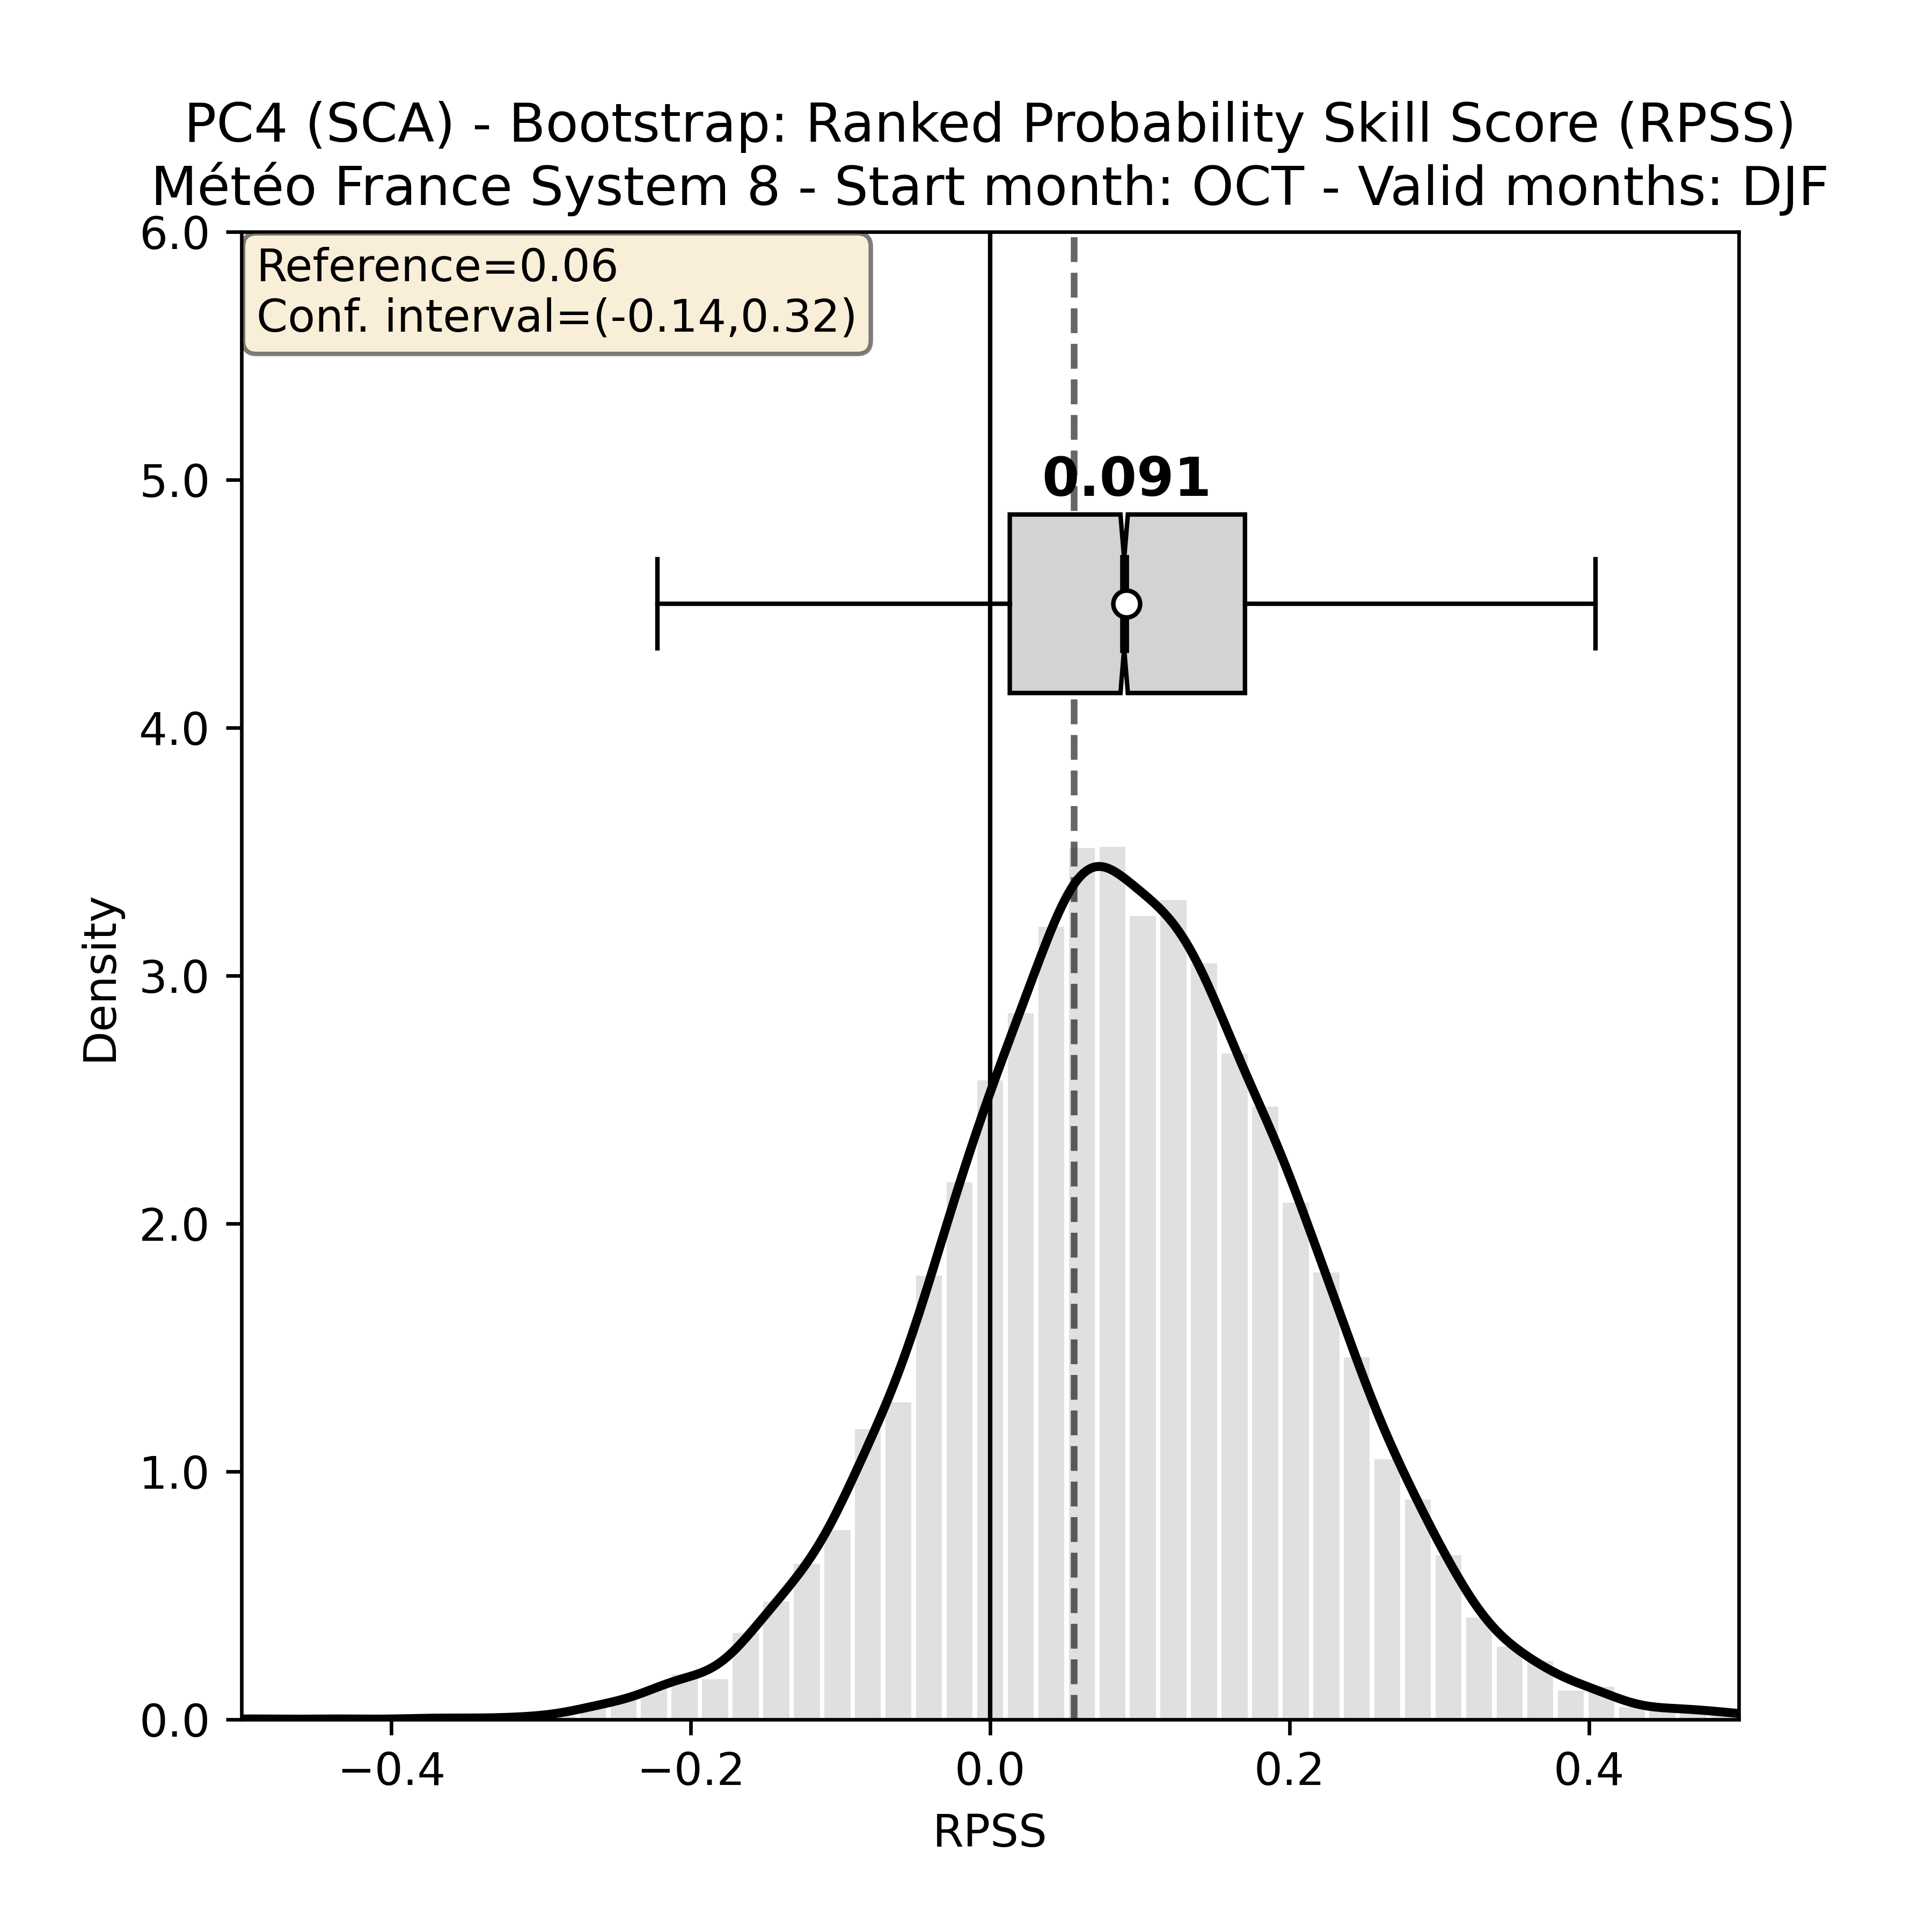 PC4 (SCA) - Bootstrap: Ranked Probability Skill Score (RPSS)
Météo France System 8 - Start month: OCT - Valid months: DJF
Reference=0.06
Conf. interval=(-0.14,0.32)
0.091
6.0
5.0
4.0
3.0
2.0
1.0
0.0
Density
−0.4
−0.2
0.0
0.2
0.4
RPSS